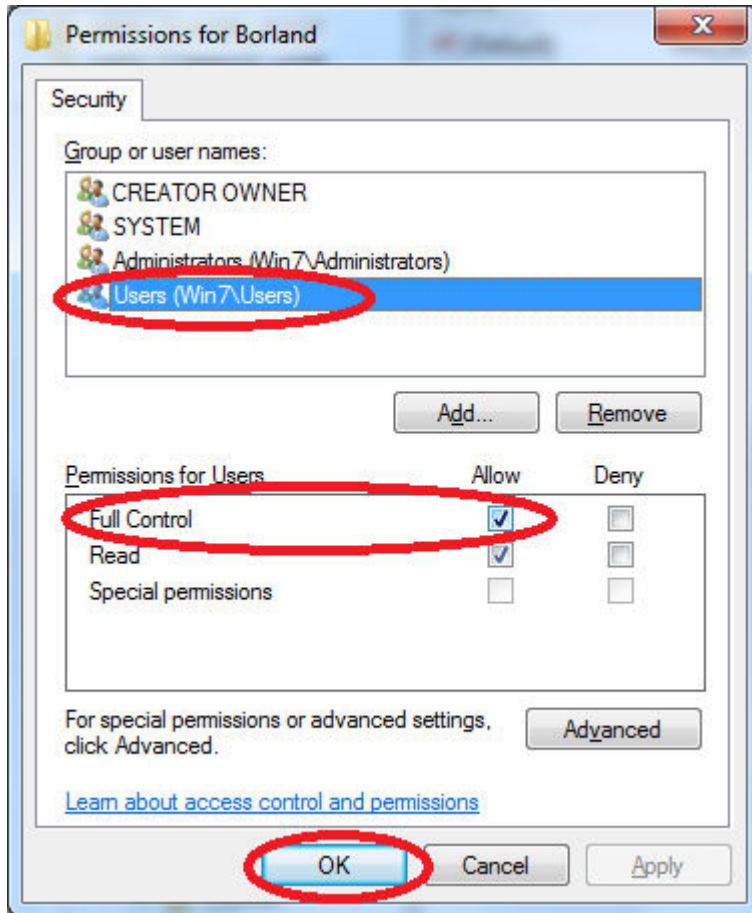 Permissions for Borland
Security
Group or user names:
CREATOR OWNER
SYSTEM
Administrators (Win7\Administrators)
Users (Win7\Users)
Add... Remove
Permissions for Users Allow Deny
Full Control
Read
Special permissions
For special permissions or advanced settings, Advanced
click Advanced.
Learn about access control and permissions
OK Cancel Apply